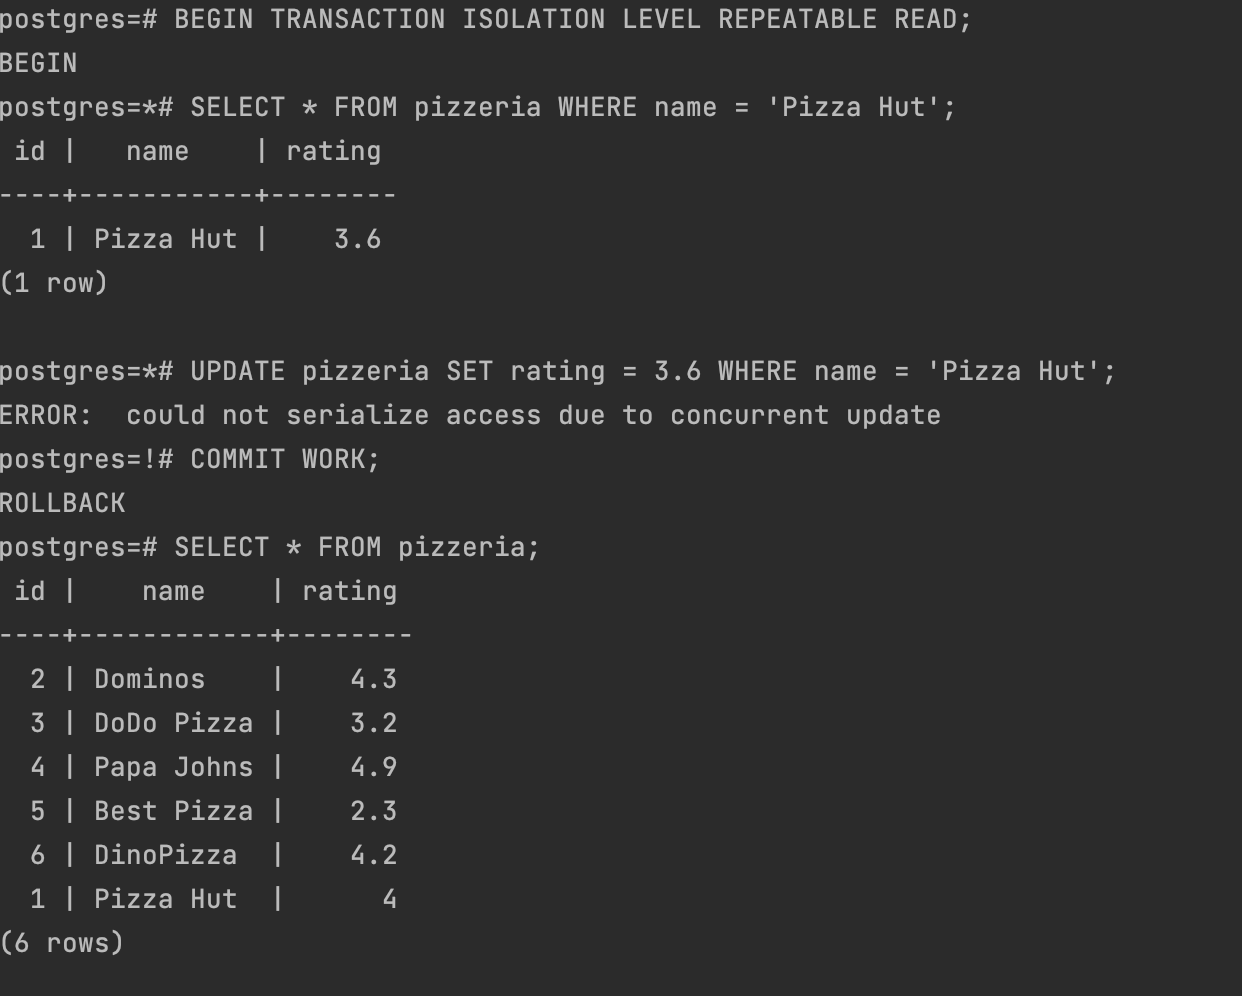 postgres=# BEGIN TRANSACTION ISOLATION LEVEL REPEATABLE READ;
BEGIN
postgres=*# SELECT * FROM pizzeria WHERE name = 'Pizza Hut';
 id |   name    | rating
----+-----------+--------
  1 | Pizza Hut |    3.6
(1 row)

postgres=*# UPDATE pizzeria SET rating = 3.6 WHERE name = 'Pizza Hut';
ERROR:  could not serialize access due to concurrent update
postgres=!# COMMIT WORK;
ROLLBACK
postgres=# SELECT * FROM pizzeria;
 id |    name    | rating
----+------------+--------
  2 | Dominos    |    4.3
  3 | DoDo Pizza |    3.2
  4 | Papa Johns |    4.9
  5 | Best Pizza |    2.3
  6 | DinoPizza  |    4.2
  1 | Pizza Hut  |      4
(6 rows)